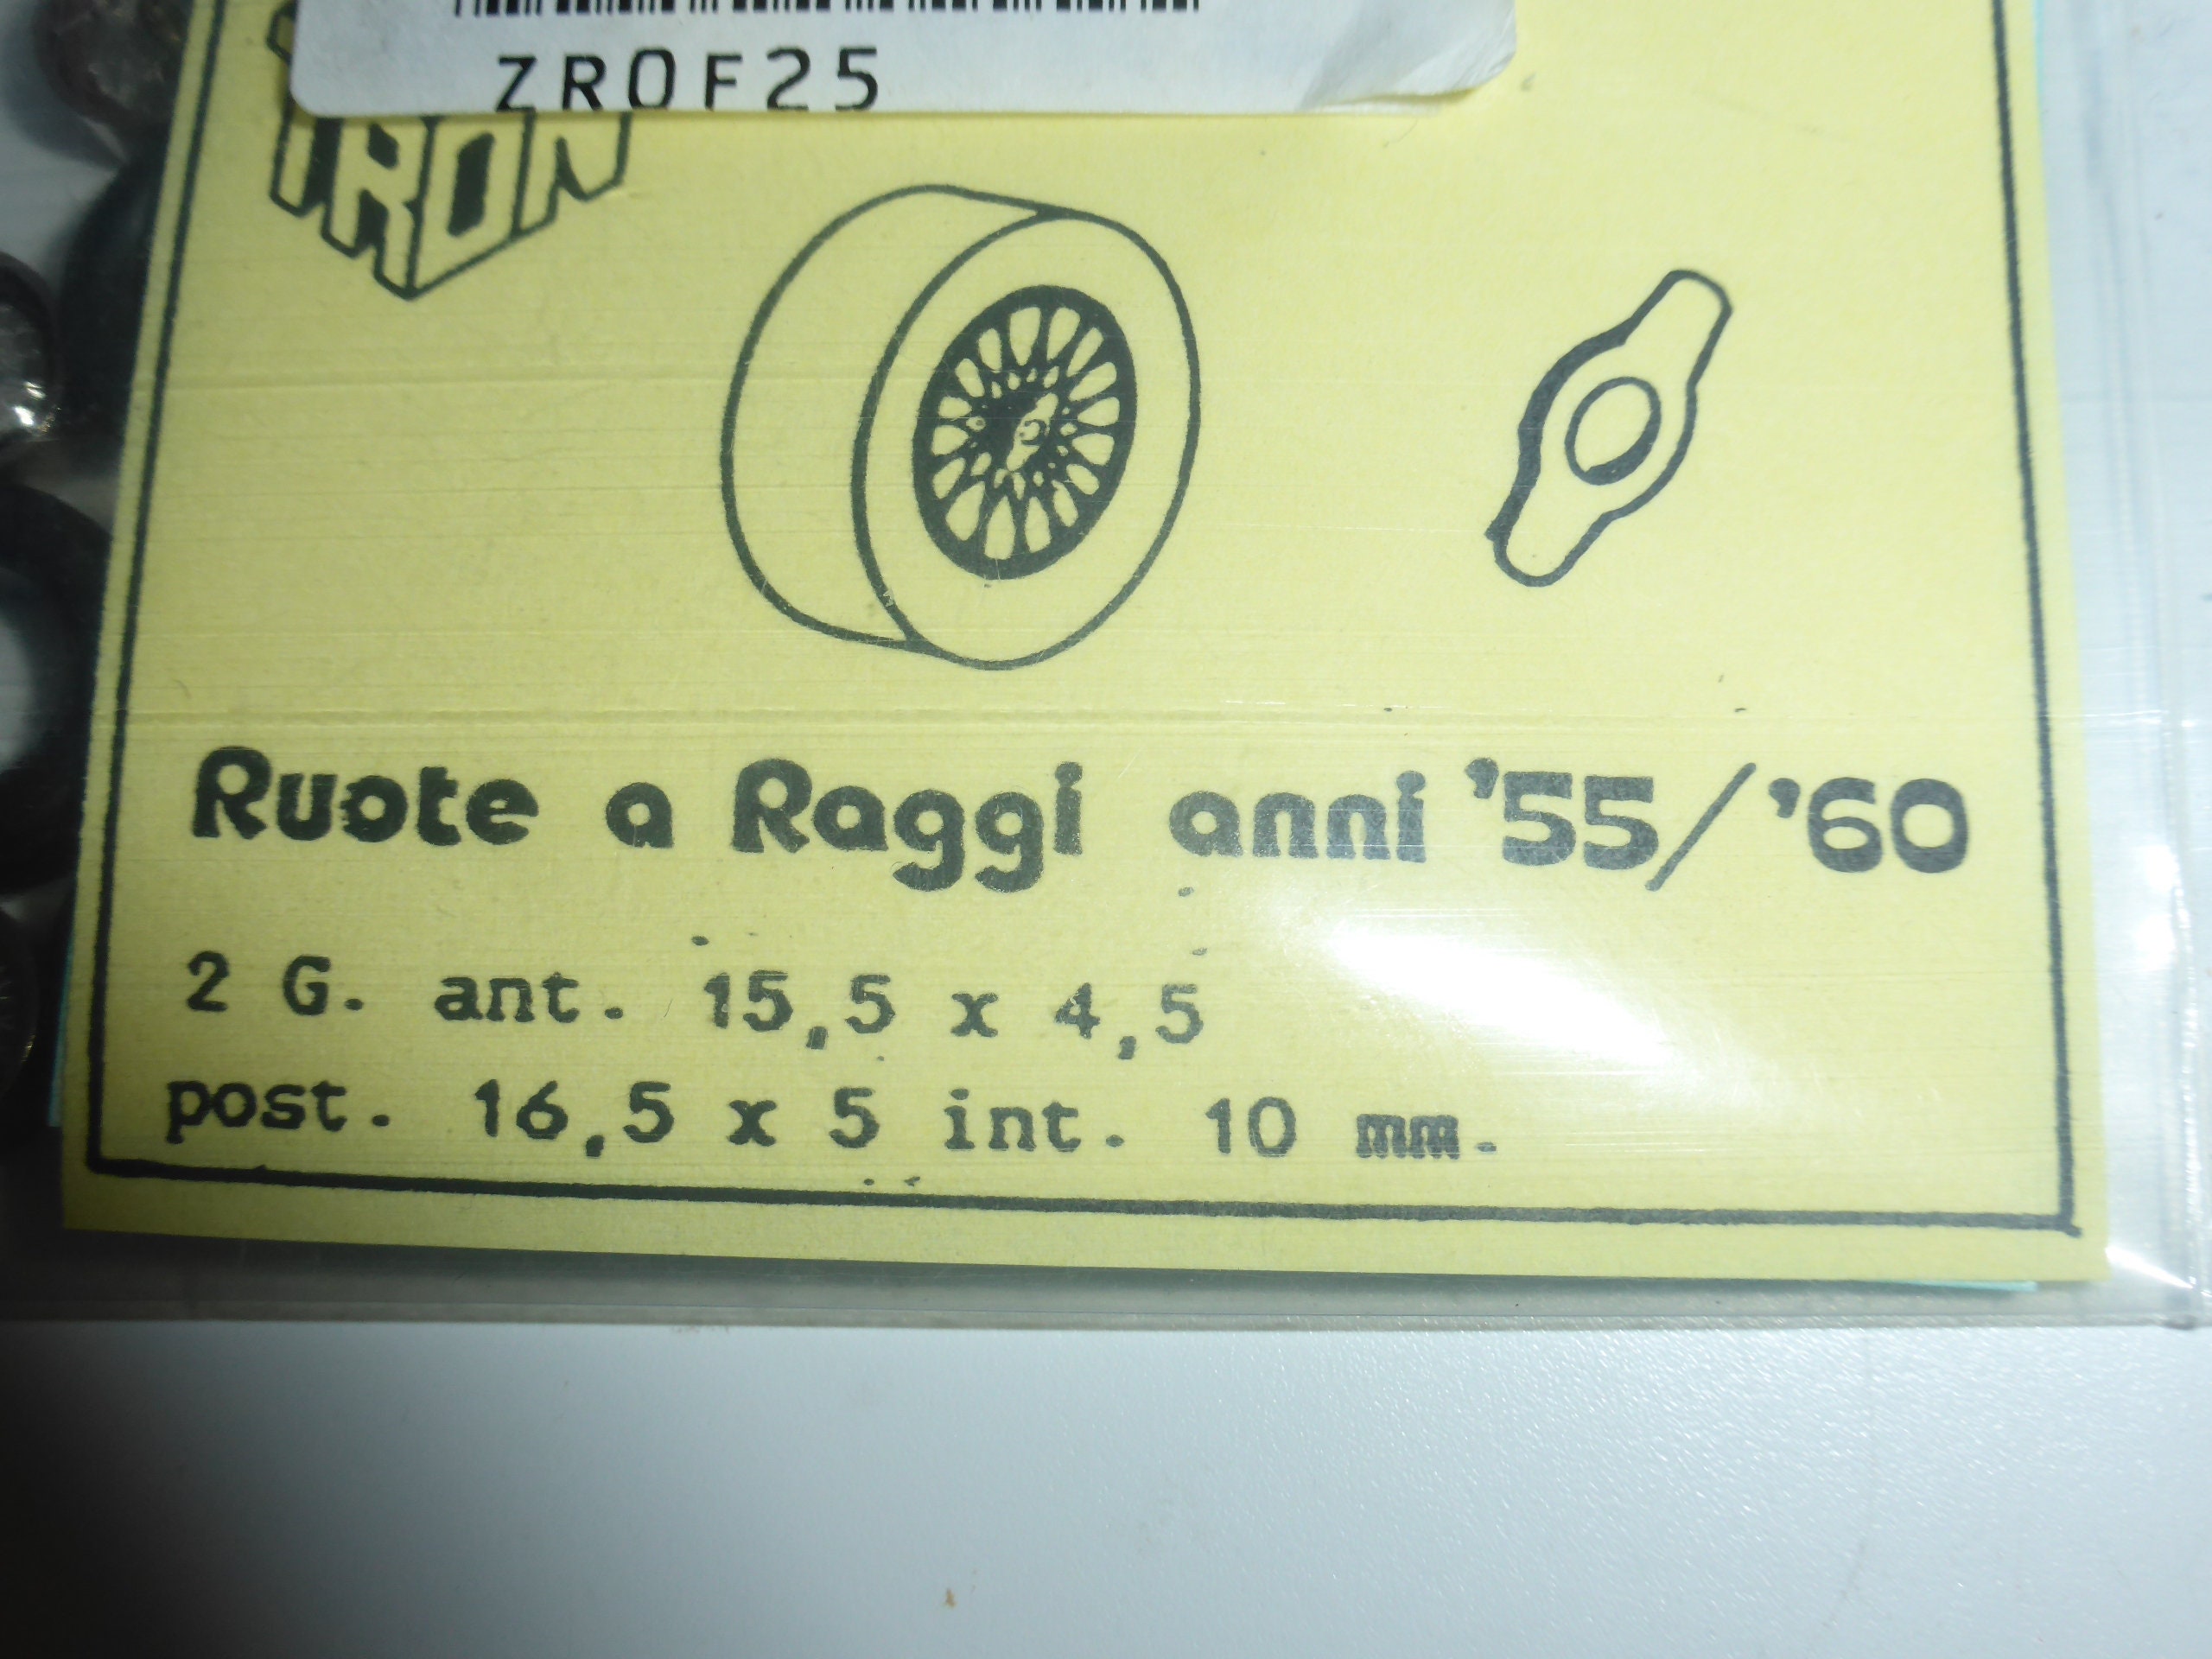 ZR0F25
TRON
Ruote a Raggi anni '55/'60
2 G. ant. 15,5 x 4,5
post. 16,5 x 5 int. 10 mm.